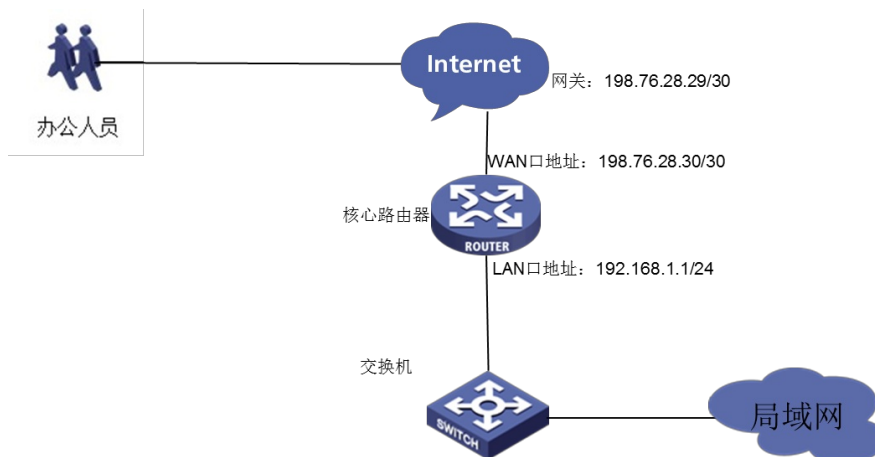 Internet
网关：198.76.28.29/30
办公人员
WAN口地址：198.76.28.30/30
核心路由器
ROUTER
LAN口地址：192.168.1.1/24
交换机
SWITCH
局域网